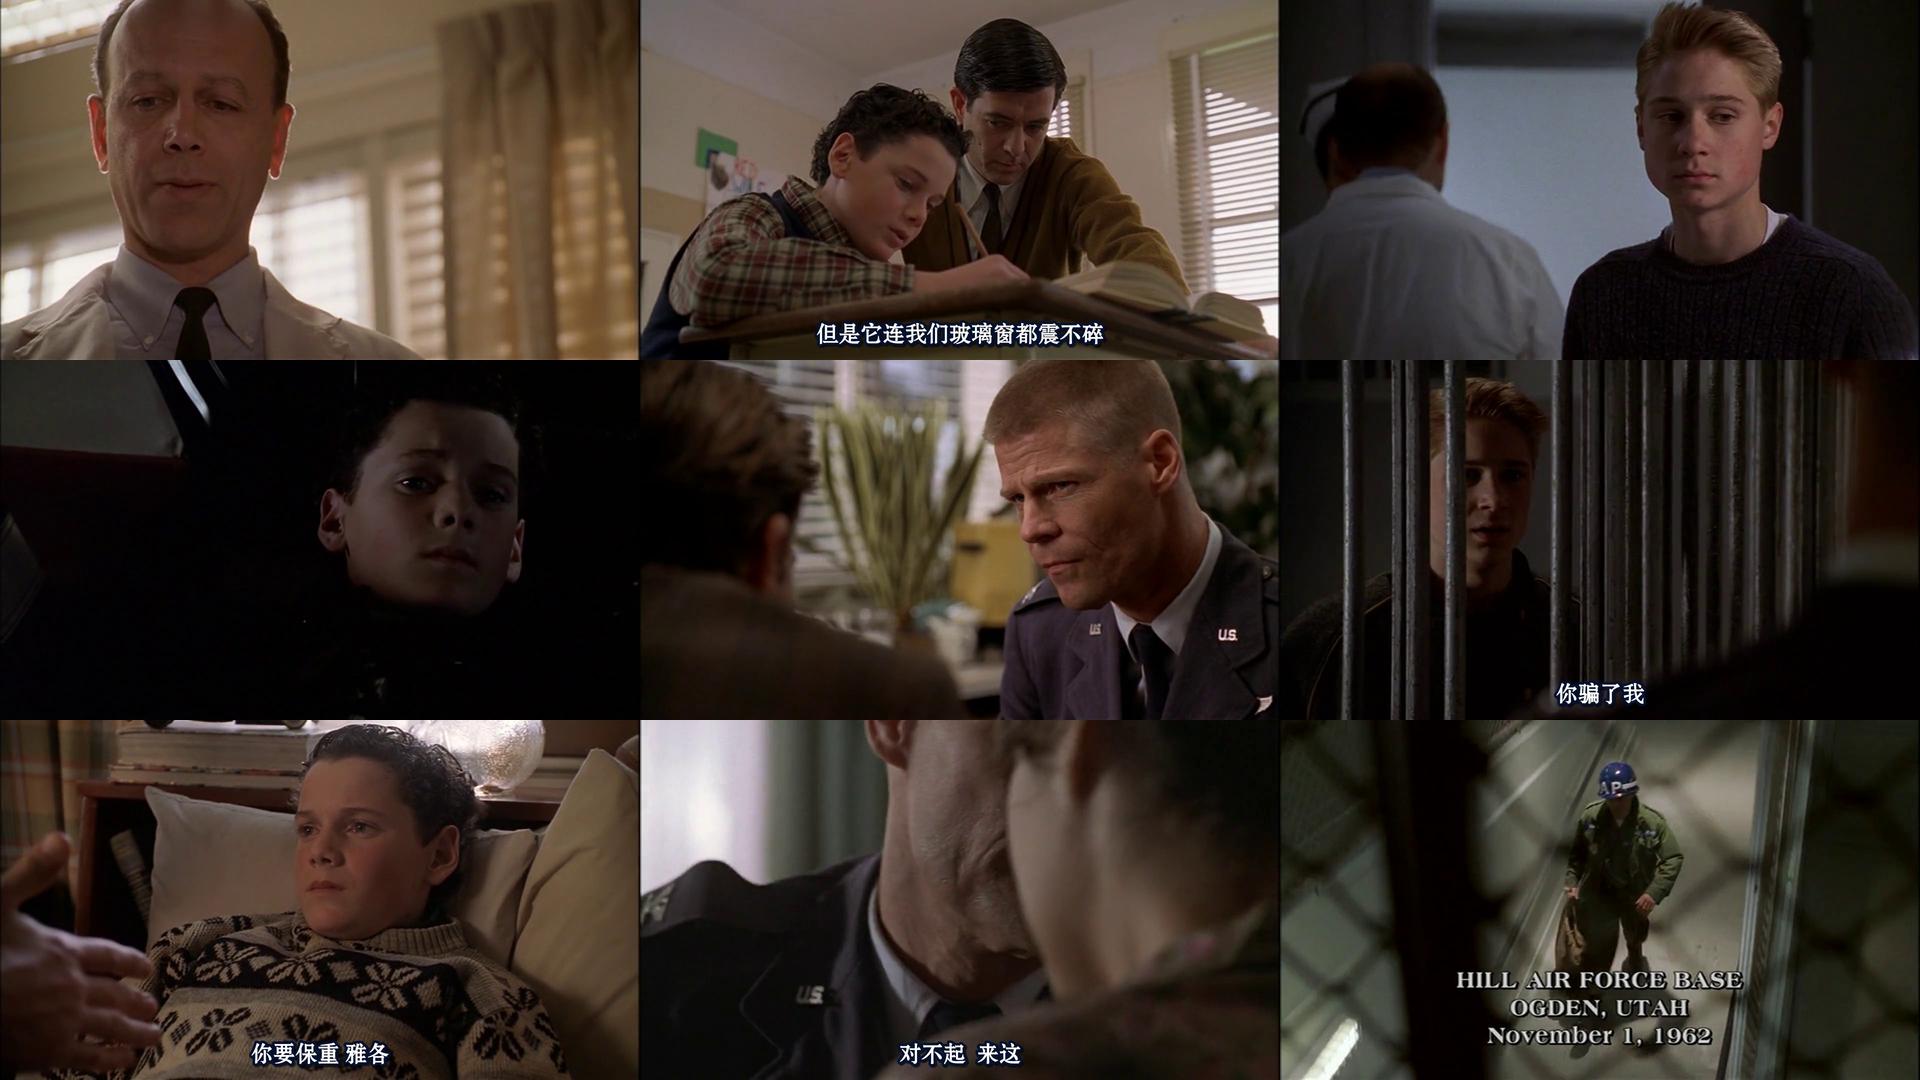 但是它连我们玻璃窗都震不碎
U.S.
U.S.
你骗了我
你要保重 雅各
U.S.
对不起 来这
AP
HILL AIR FORCE BASE
OGDEN, UTAH
November 1, 1962